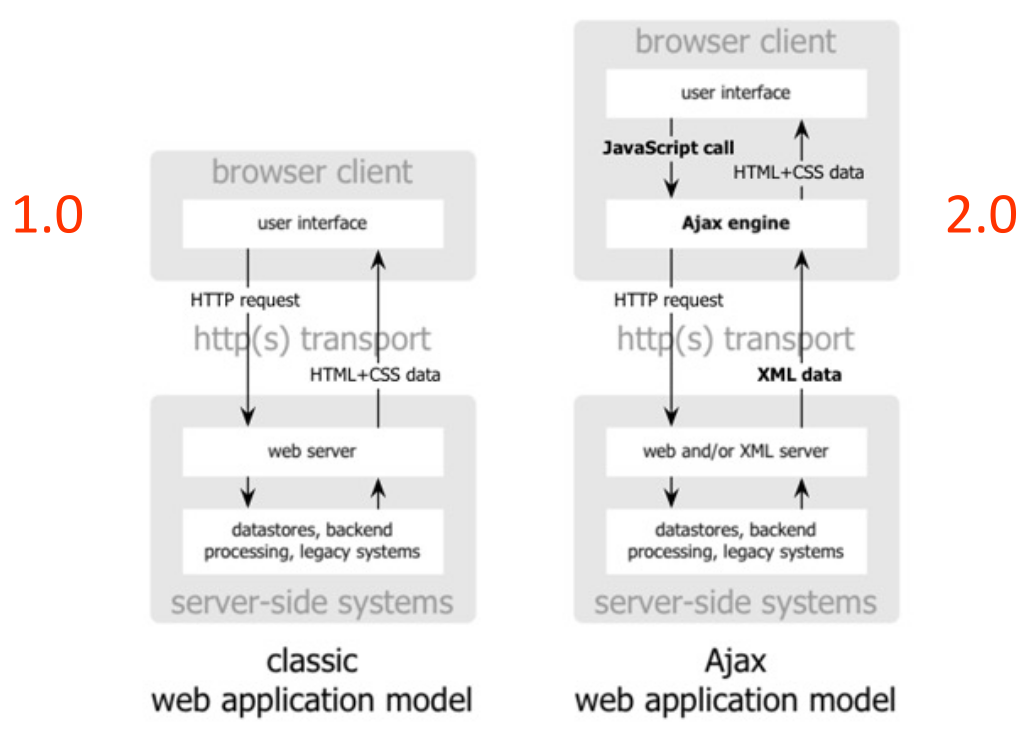 1.0
browser client
user interface
HTTP request
http(s) transport
HTML+CSS data
web server
datastores, backend
processing, legacy systems
server-side systems
classic
web application model
browser client
user interface
JavaScript call
HTML+CSS data
Ajax engine
HTTP request
http(s) transport
XML data
web and/or XML server
datastores, backend
processing, legacy systems
server-side systems
Ajax
web application model
2.0